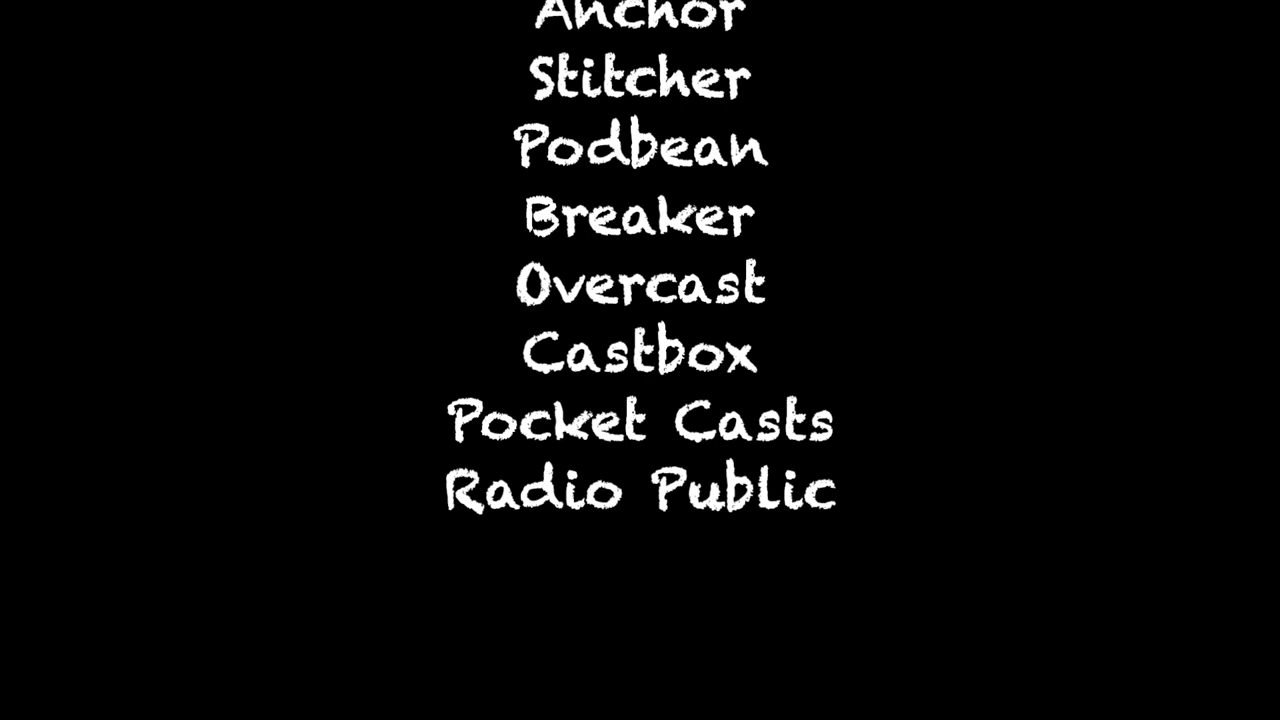 Anchor
Stitcher
Podbean
Breaker
Overcast
Castbox
Pocket Casts
Radio Public